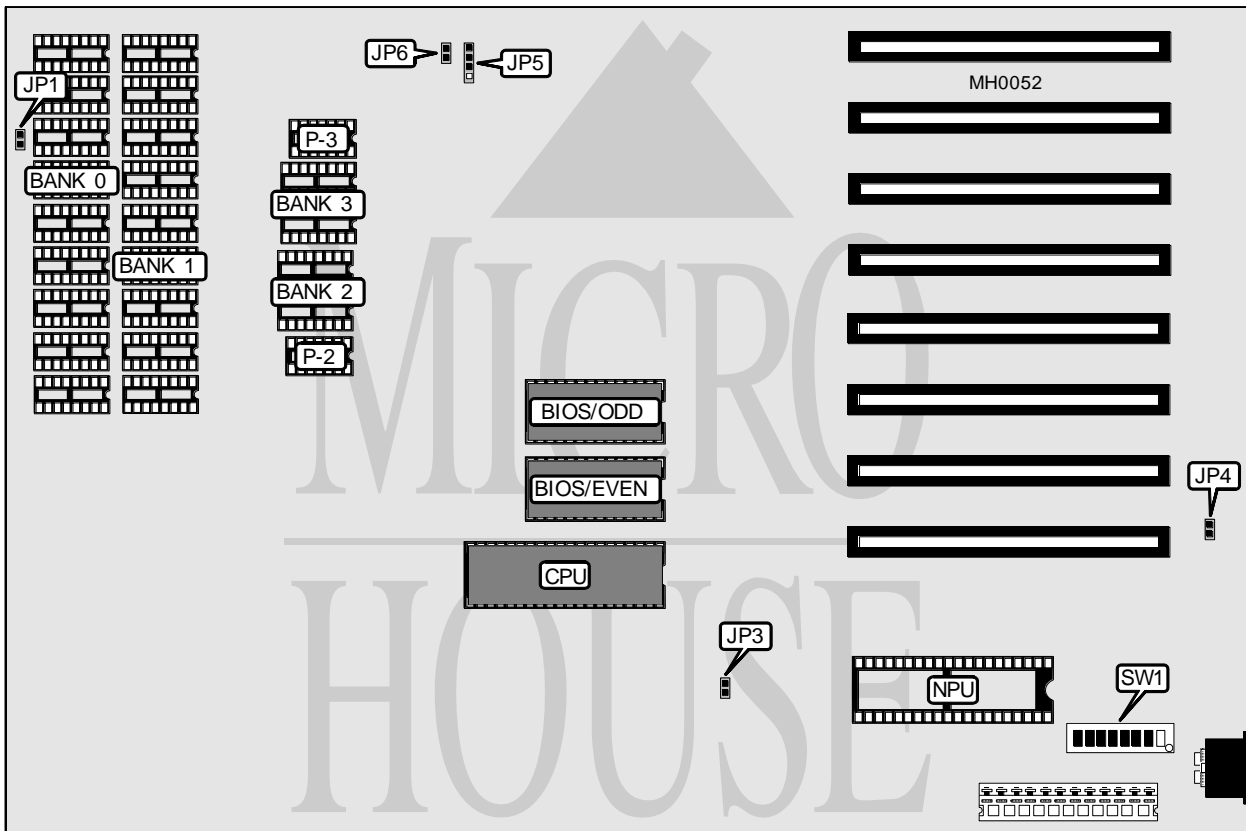 JP6
JP5
JP1
MH0052
P-3
BANK 0
BANK 3
BANK 1
BANK 2
P-2
BIOS/ODD
BIOS/EVEN
JP4
CPU
JP3
NPU
SW1
MICRO
HOUSE